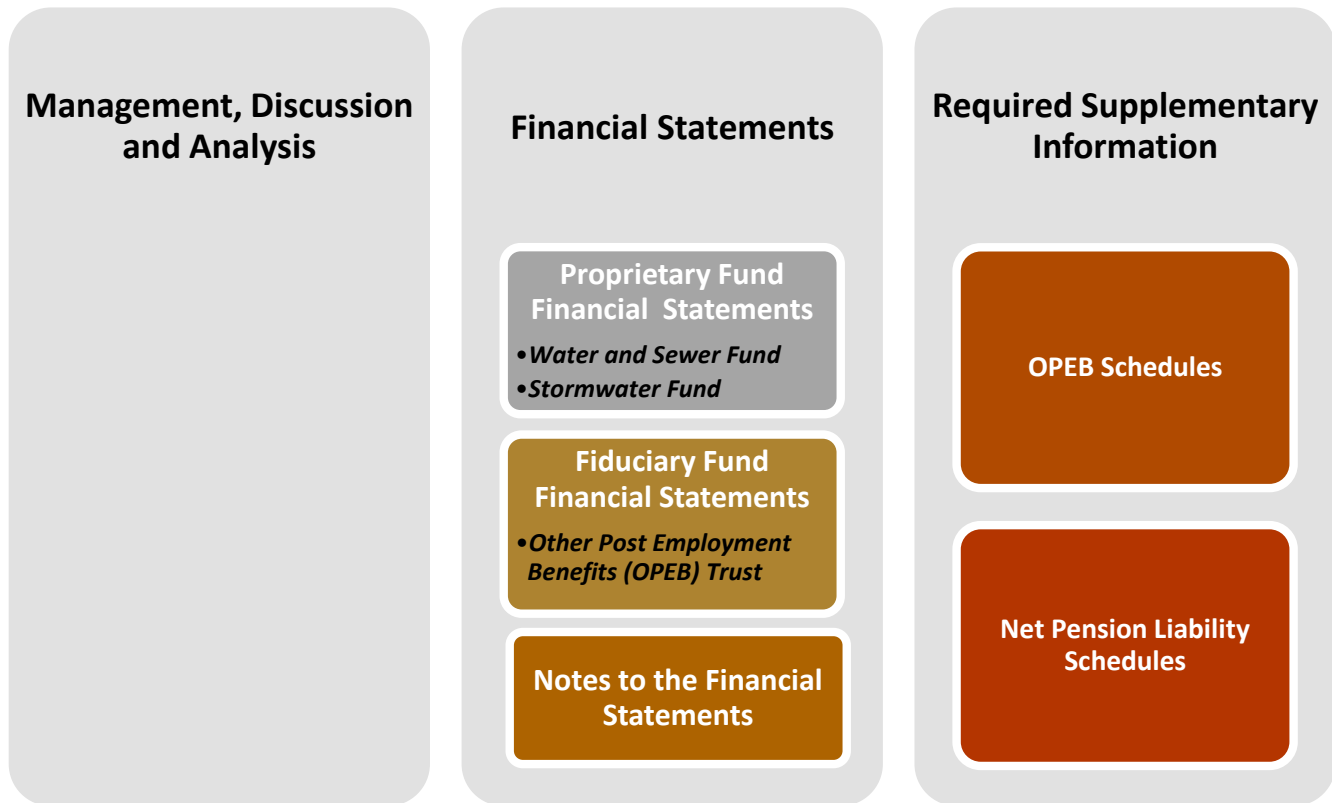 Management, Discussion
and Analysis
Financial Statements
Proprietary Fund
Financial  Statements
•Water and Sewer Fund
•Stormwater Fund
Fiduciary Fund
Financial Statements
•Other Post Employment
Benefits (OPEB) Trust
Notes to the Financial
Statements
Required Supplementary
Information
OPEB Schedules
Net Pension Liability
Schedules